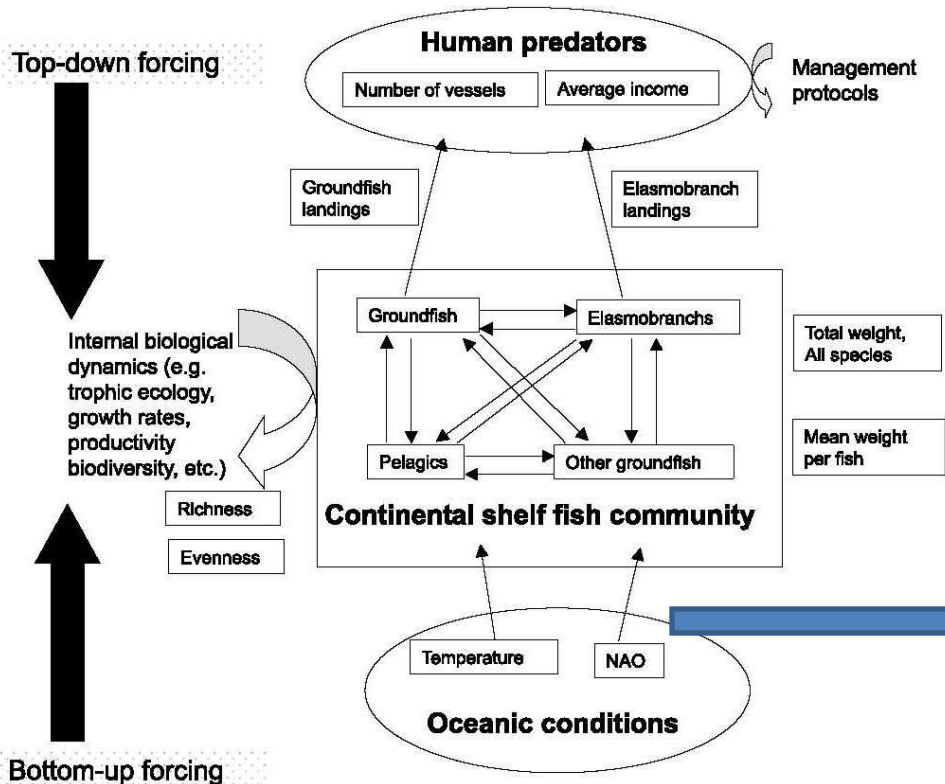 Top-down forcing
Human predators
Number of vessels
Average income
Management
protocols
Groundfish
landings
Elasmobranch
landings
Internal biological
dynamics (e.g.
trophic ecology,
growth rates,
productivity
biodiversity, etc.)
Richness
Evenness
Groundfish
Elasmobranchs
Pelagics
Other groundfish
Continental shelf fish community
Total weight,
All species
Mean weight
per fish
Temperature
NAO
Oceanic conditions
Bottom-up forcing